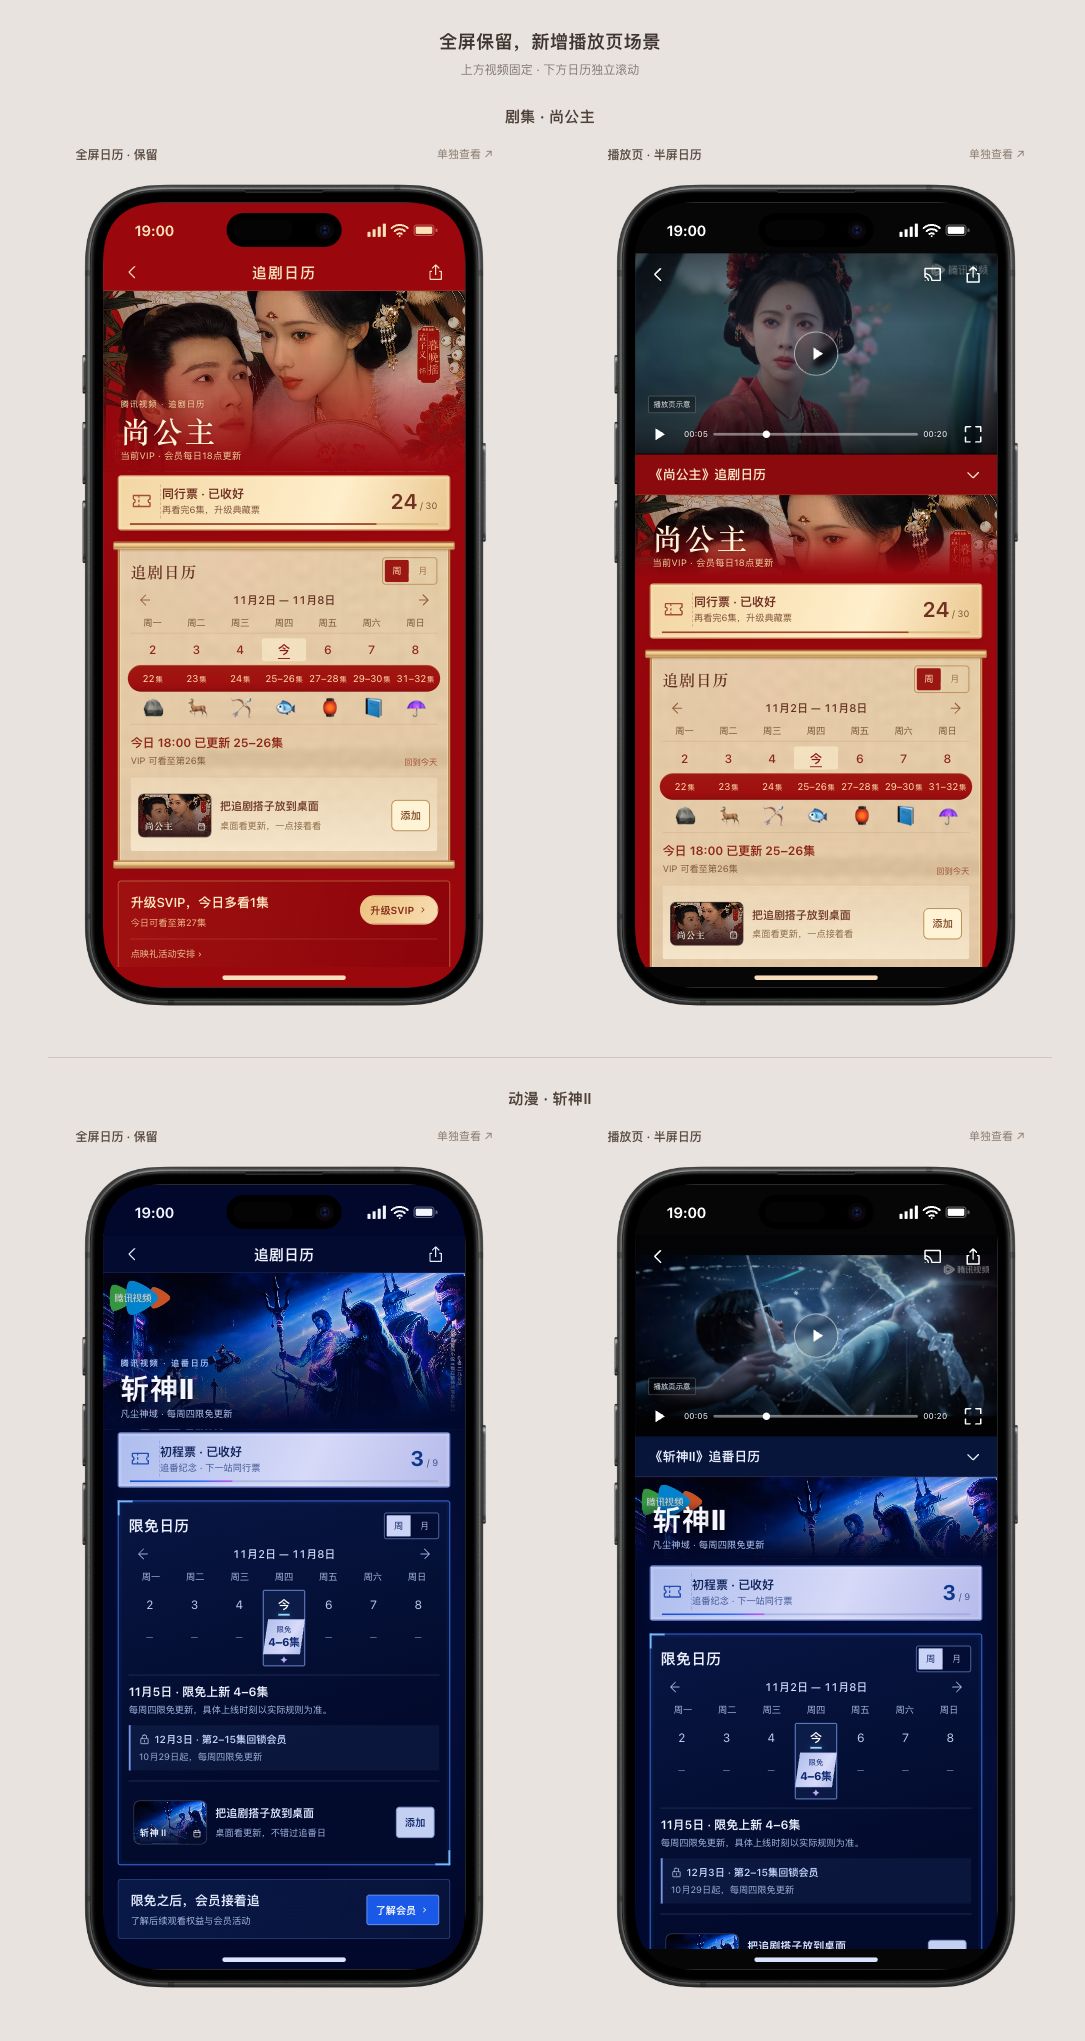 全屏保留，新增播放页场景
上方视频固定 · 下方日历独立滚动
剧集 · 尚公主
全屏日历 · 保留
单独查看 ↗
19:00
追剧日历
腾讯视频 · 追剧日历
尚公主
当前VIP · 会员每日18点更新
同行票 · 已收好
再看完6集，升级典藏票
24 / 30
追剧日历
周 月
11月2日 — 11月8日
周一 周二 周三 周四 周五 周六 周日
2 3 4 今 6 7 8
22集 23集 24集 25–26集 27–28集 29–30集 31–32集
今日 18:00 已更新 25–26集
VIP 可看至第26集
回到今天
尚公主
把追剧搭子放到桌面
桌面看更新，一点接着看
添加
升级SVIP，今日多看1集
今日可看至第27集
升级SVIP ›
点映礼活动安排 ›
播放页 · 半屏日历
单独查看 ↗
19:00
腾讯视频
播放页示意
00:05
00:20
《尚公主》追剧日历
尚公主
当前VIP · 会员每日18点更新
同行票 · 已收好
再看完6集，升级典藏票
24 / 30
追剧日历
周 月
11月2日 — 11月8日
周一 周二 周三 周四 周五 周六 周日
2 3 4 今 6 7 8
22集 23集 24集 25–26集 27–28集 29–30集 31–32集
今日 18:00 已更新 25–26集
VIP 可看至第26集
回到今天
尚公主
把追剧搭子放到桌面
桌面看更新，一点接着看
添加
动漫 · 斩神II
全屏日历 · 保留
单独查看 ↗
19:00
追剧日历
腾讯视频
腾讯视频 · 追番日历
斩神II
凡尘神域 · 每周四限免更新
初程票 · 已收好
追番纪念 · 下一站同行票
3 / 9
限免日历
周 月
11月2日 — 11月8日
周一 周二 周三 周四 周五 周六 周日
2 3 4 今 6 7 8
– – – 限免 – – –
4–6集
11月5日 · 限免上新 4–6集
每周四限免更新，具体上线时刻以实际规则为准。
12月3日 · 第2–15集回锁会员
10月29日起，每周四限免更新
斩神 II
把追剧搭子放到桌面
桌面看更新，不错过追番日
添加
限免之后，会员接着追
了解后续观看权益与会员活动
了解会员 ›
播放页 · 半屏日历
单独查看 ↗
19:00
腾讯视频
播放页示意
00:05
00:20
《斩神II》追番日历
腾讯视频
斩神II
凡尘神域 · 每周四限免更新
初程票 · 已收好
追番纪念 · 下一站同行票
3 / 9
限免日历
周 月
11月2日 — 11月8日
周一 周二 周三 周四 周五 周六 周日
2 3 4 今 6 7 8
– – – 限免 – – –
4–6集
11月5日 · 限免上新 4–6集
每周四限免更新，具体上线时刻以实际规则为准。
12月3日 · 第2–15集回锁会员
10月29日起，每周四限免更新
把追剧搭子放到桌面